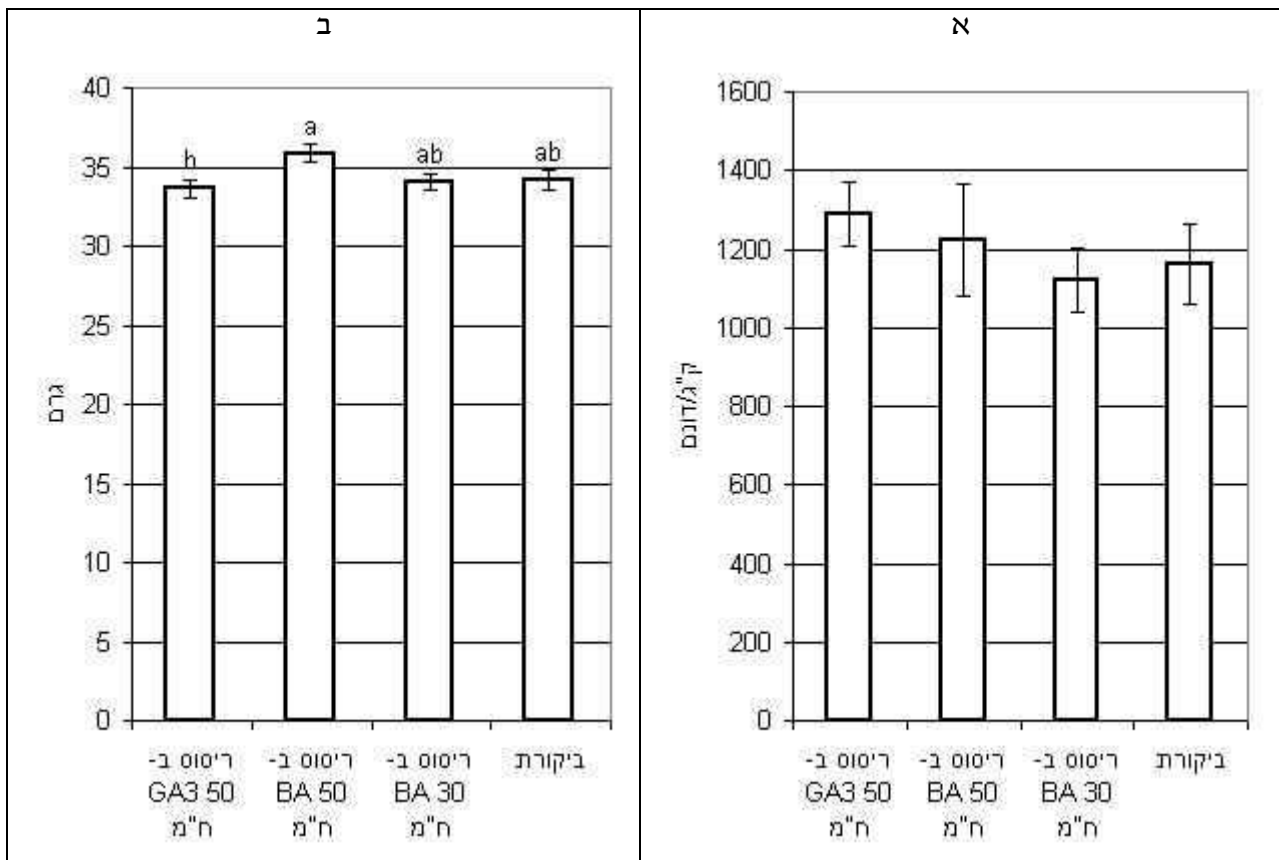 א
1600
1400
1200
1000
800
600
400
200
0
ק"ג/דונם
ביקורת
ריסוס ב-
BA 30
ח"מ
ריסוס ב-
BA 50
ח"מ
ריסוס ב-
GA3 50
ח"מ
ב
40
35
30
25
20
15
10
5
0
גרם
ab
ab
a
h
ביקורת
ריסוס ב-
BA 30
ח"מ
ריסוס ב-
BA 50
ח"מ
ריסוס ב-
GA3 50
ח"מ